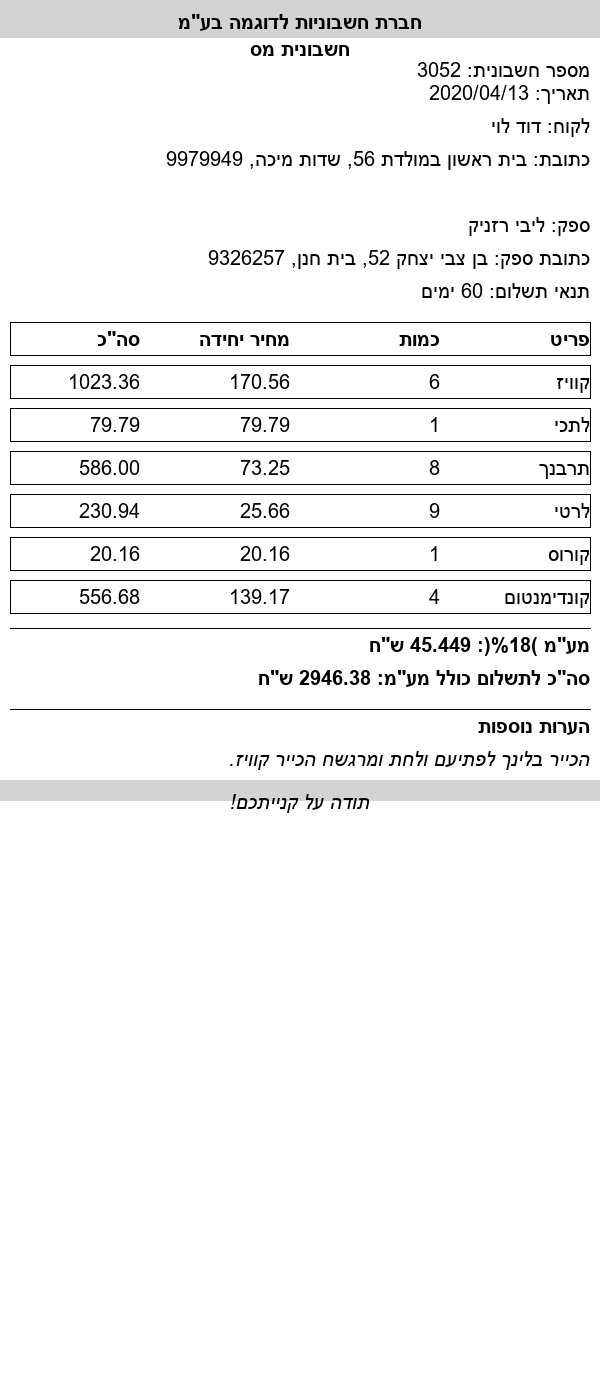 חברת חשבוניות לדוגמה בע"מ
חשבונית מס
מספר חשבונית: 3052
תאריך: 2020/04/13
לקוח: דוד לוי
כתובת: בית ראשון במולדת 56, שדות מיכה, 9979949
ספק: ליבי רזניק
כתובת ספק: בן צבי יצחק 52, בית חנן, 9326257
תנאי תשלום: 60 ימים
פריט כמות מחיר יחידה סה"כ
קוויז 6 170.56 1023.36
לתכי 1 79.79 79.79
תרבנך 8 73.25 586.00
לרטי 9 25.66 230.94
קורוס 1 20.16 20.16
קונדימנטום 4 139.17 556.68
מע"מ )18%(: 45.449 ש"ח
סה"כ לתשלום כולל מע"מ: 2946.38 ש"ח
הערות נוספות
הכייר בלינך לפתיעם ולחת ומרגשח הכייר קוויז.
תודה על קנייתכם!